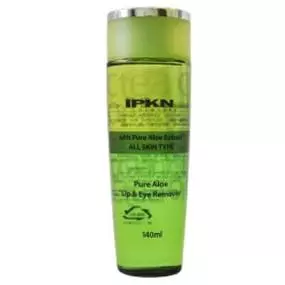 IPKN
with Pure Aloe Extract
ALL SKIN TYPE
Pure Aloe
Lip & Eye Remover
140ml